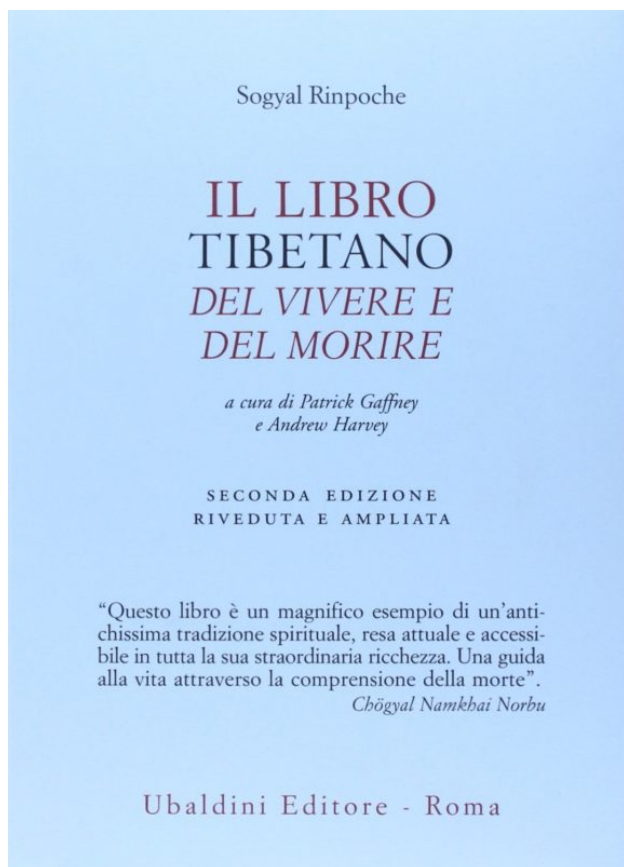 Sogyal Rinpoche
IL LIBRO
TIBETANO
DEL VIVERE E
DEL MORIRE
a cura di Patrick Gaffney
e Andrew Harvey
SECONDA EDIZIONE
RIVEDUTA E AMPLIATA
“Questo libro è un magnifico esempio di un’anti-
chissima tradizione spirituale, resa attuale e accessi-
bile in tutta la sua straordinaria ricchezza. Una guida
alla vita attraverso la comprensione della morte”.
Chögyal Namkhai Norbu
Ubaldini Editore - Roma